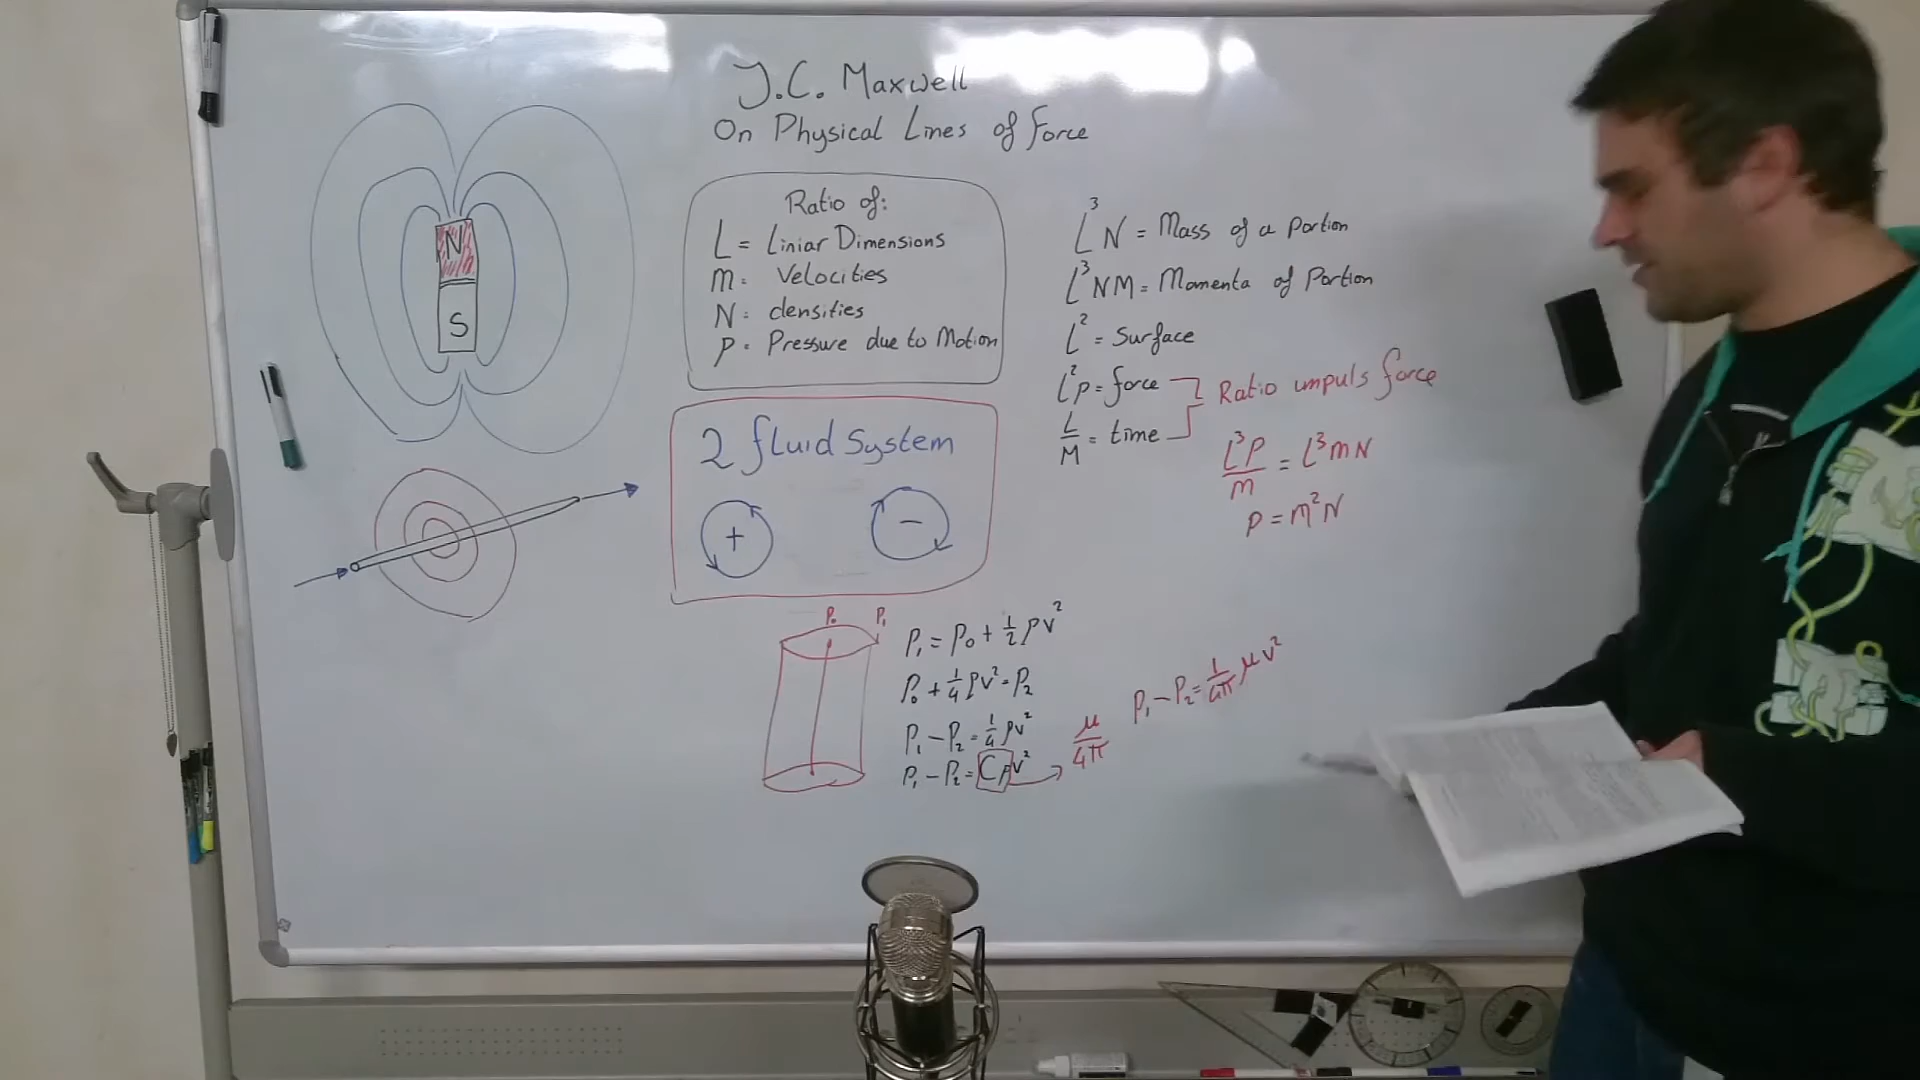 J.C. Maxwell
On Physical Lines of Force
N
S
Ratio of:
L = Liniar Dimensions
M = Velocities
N = densities
P = Pressure due to Motion
2 fluid System
+ −
L³N = Mass of a Portion
L³NM = Momenta of Portion
L² = Surface
L²P = force
L/M = time
Ratio impuls force
L³P/M = L³MN
P = M²N
P₀ P₁
P₁ = P₀ + ½ρv²
P₀ + ¼ρv² = P₂
P₁ − P₂ = ¼ρv²
P₁ − P₂ = Cρv²
μ/4π
P₁ − P₂ = 1/4π μv²